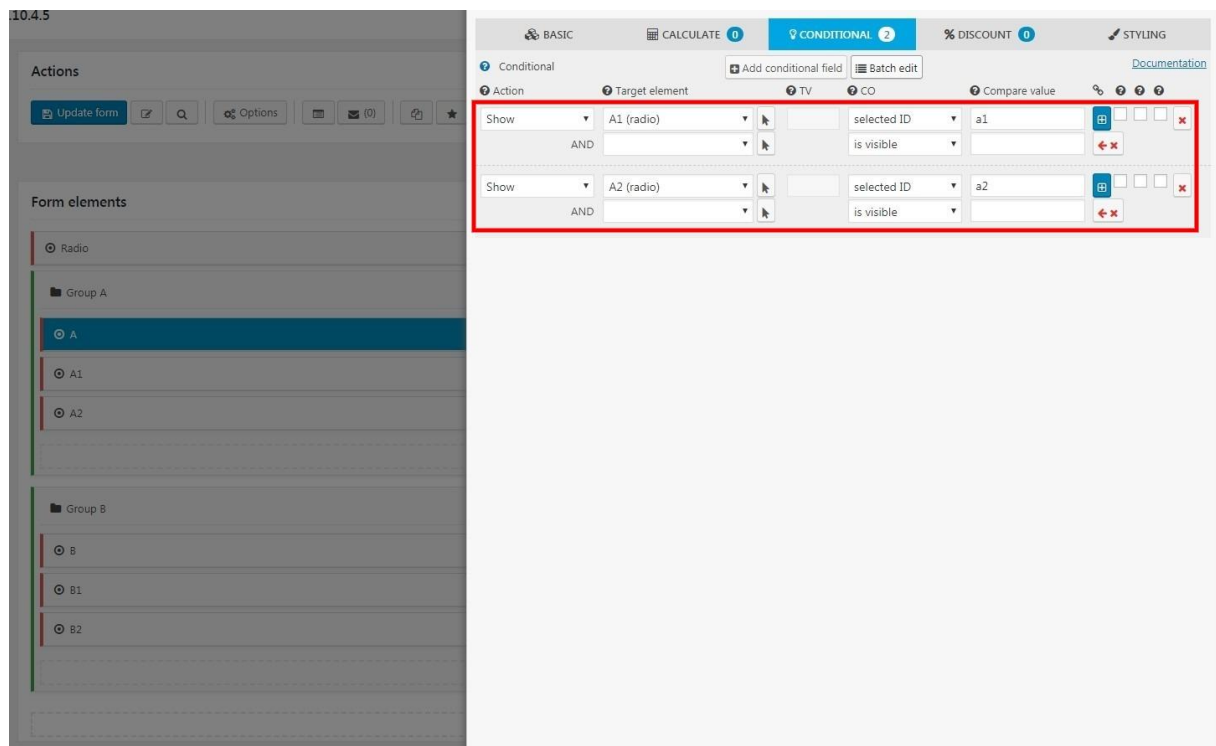 .10.4.5
Actions
Update form Options (0)
Form elements
Radio
Group A
A
A1
A2
Group B
B
B1
B2
BASIC CALCULATE 0 CONDITIONAL 2 % DISCOUNT 0 STYLING
Conditional Add conditional field Batch edit Documentation
Action Target element TV CO Compare value
Show A1 (radio) selected ID a1
AND is visible
Show A2 (radio) selected ID a2
AND is visible